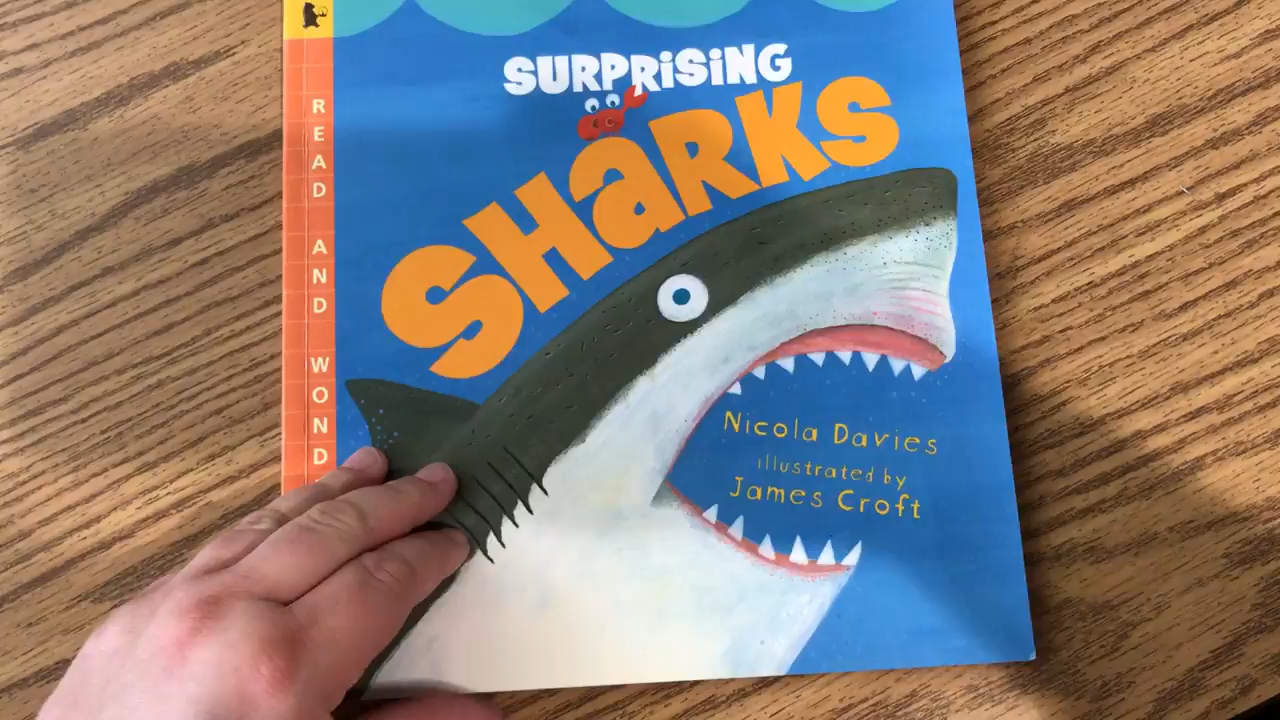 READ AND WOND
SURPRiSiNG
SHaRKS
Nicola Davies
illustrated by
James Croft